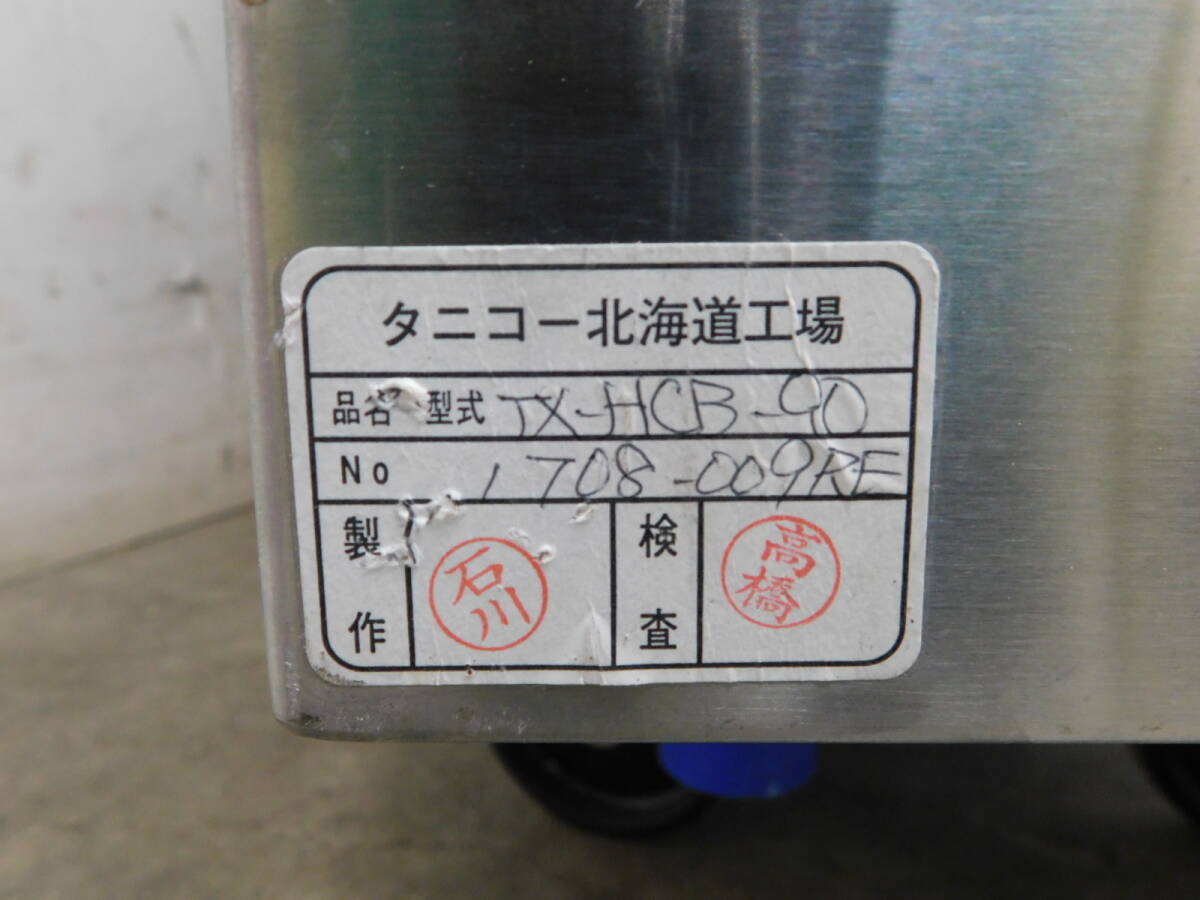 タニコー北海道工場
品名 型式 TX-HCB-90
No 1708-009RE
製作 石川 検査 高橋